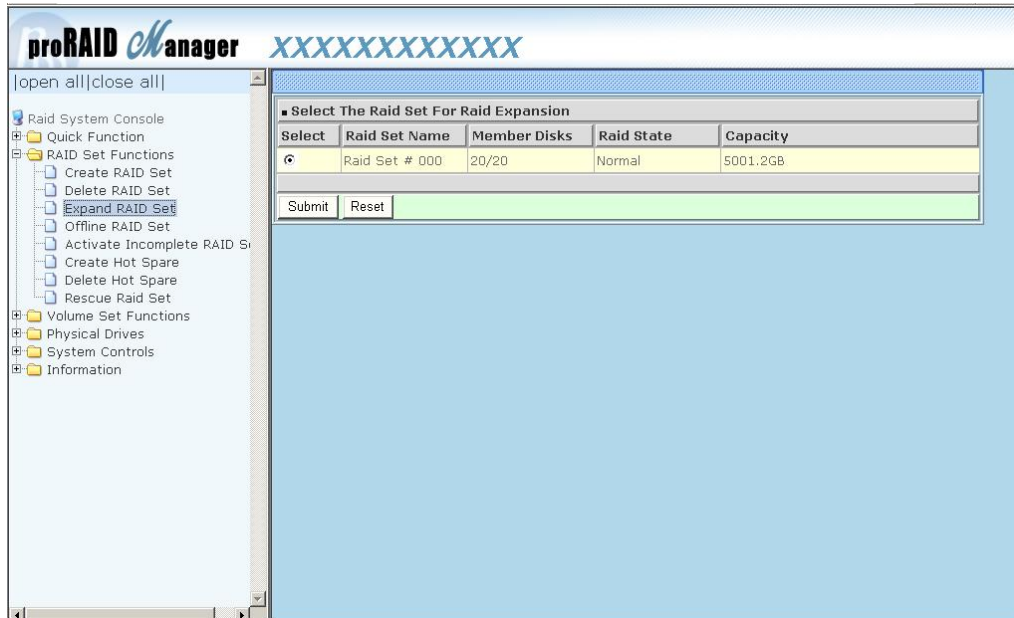 proRAID Manager XXXXXXXXXXXX
|open all|close all|
Raid System Console
Quick Function
RAID Set Functions
Create RAID Set
Delete RAID Set
Expand RAID Set
Offline RAID Set
Activate Incomplete RAID Se
Create Hot Spare
Delete Hot Spare
Rescue Raid Set
Volume Set Functions
Physical Drives
System Controls
Information
Select The Raid Set For Raid Expansion
Select Raid Set Name Member Disks Raid State Capacity
Raid Set # 000 20/20 Normal 5001.2GB
Submit Reset